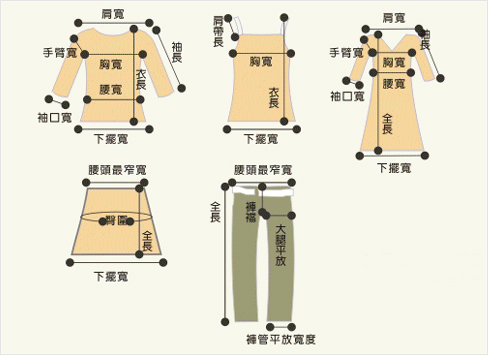 肩寬
手臂寬
袖長
胸寬
衣長
腰寬
袖口寬
下擺寬
肩帶長
胸寬
衣長
下擺寬
肩寬
袖長
手臂寬
胸寬
腰寬
袖口寬
全長
下擺寬
腰頭最窄寬
臀圍
全長
下擺寬
腰頭最窄寬
全長
褲襠
大腿平放
褲管平放寬度